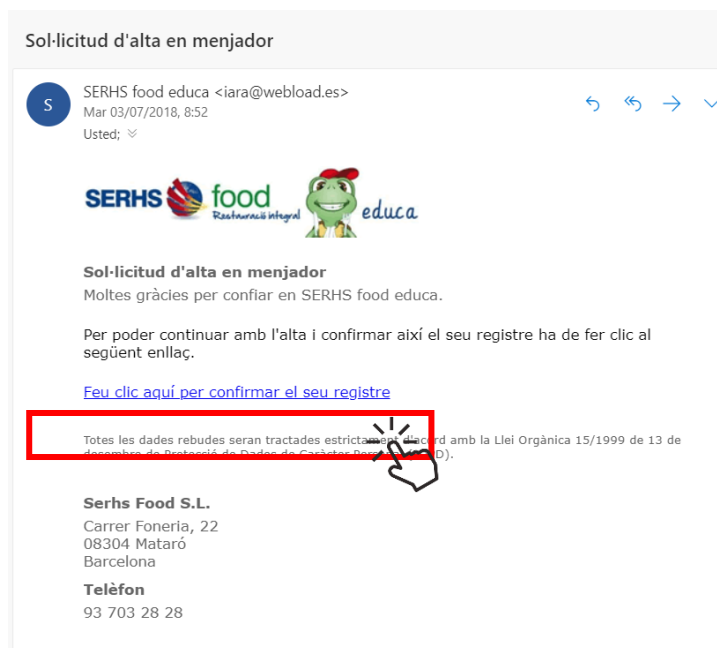 Sol·licitud d'alta en menjador
S
SERHS food educa <iara@webload.es>
Mar 03/07/2018, 8:52
Usted;
SERHS food educa
Restauració integral
Sol·licitud d'alta en menjador
Moltes gràcies per confiar en SERHS food educa.
Per poder continuar amb l'alta i confirmar així el seu registre ha de fer clic al
següent enllaç.
Feu clic aquí per confirmar el seu registre
Totes les dades rebudes seran tractades estrictament d'acord amb la Llei Orgànica 15/1999 de 13 de
desembre de Protecció de Dades de Caràcter
Serhs Food S.L.
Carrer Foneria, 22
08304 Mataró
Barcelona
Telèfon
93 703 28 28